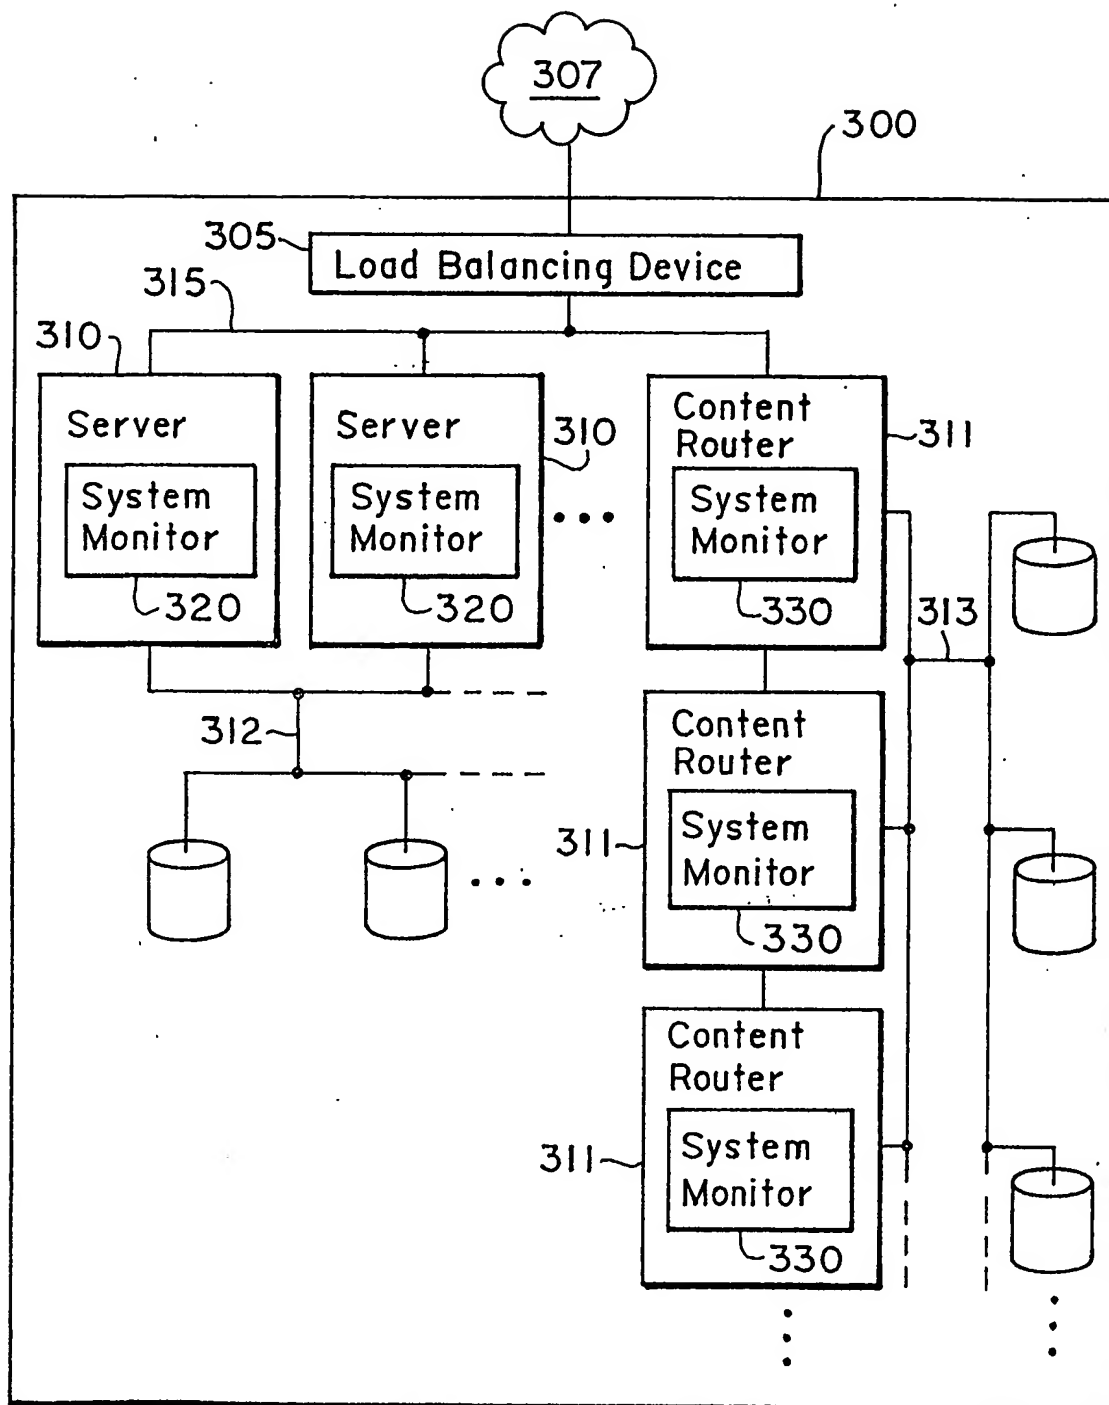 307
300
305
Load Balancing Device
315
310
Server
System
Monitor
320
Server
310
System
Monitor
320
Content
Router
311
System
Monitor
330
313
312
Content
Router
311
System
Monitor
330
Content
Router
311
System
Monitor
330